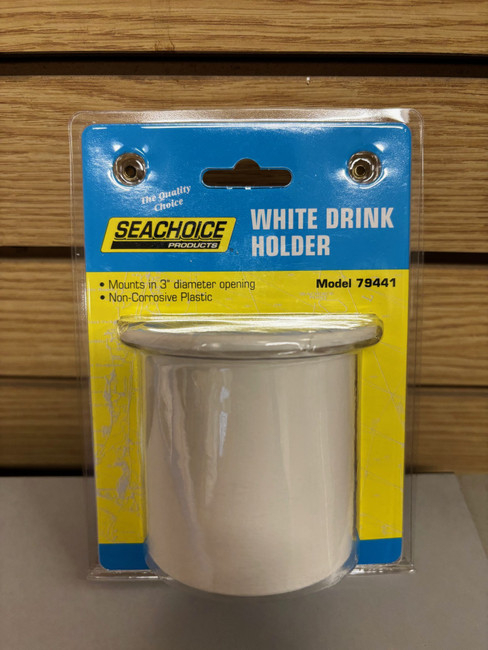 The Quality
Choice
SEACHOICE
PRODUCTS
WHITE DRINK
HOLDER
• Mounts in 3" diameter opening
• Non-Corrosive Plastic
Model 79441